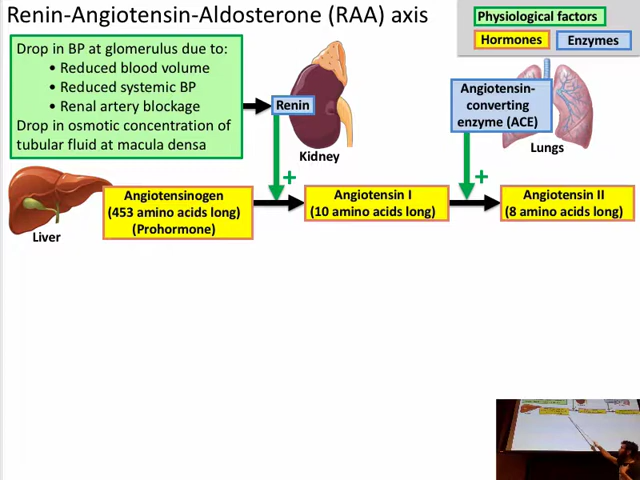 Renin-Angiotensin-Aldosterone (RAA) axis
Physiological factors
Hormones
Enzymes
Drop in BP at glomerulus due to:
• Reduced blood volume
• Reduced systemic BP
• Renal artery blockage
Drop in osmotic concentration of
tubular fluid at macula densa
Renin
Kidney
+
Angiotensin-
converting
enzyme (ACE)
Lungs
+
Liver
Angiotensinogen
(453 amino acids long)
(Prohormone)
Angiotensin I
(10 amino acids long)
Angiotensin II
(8 amino acids long)